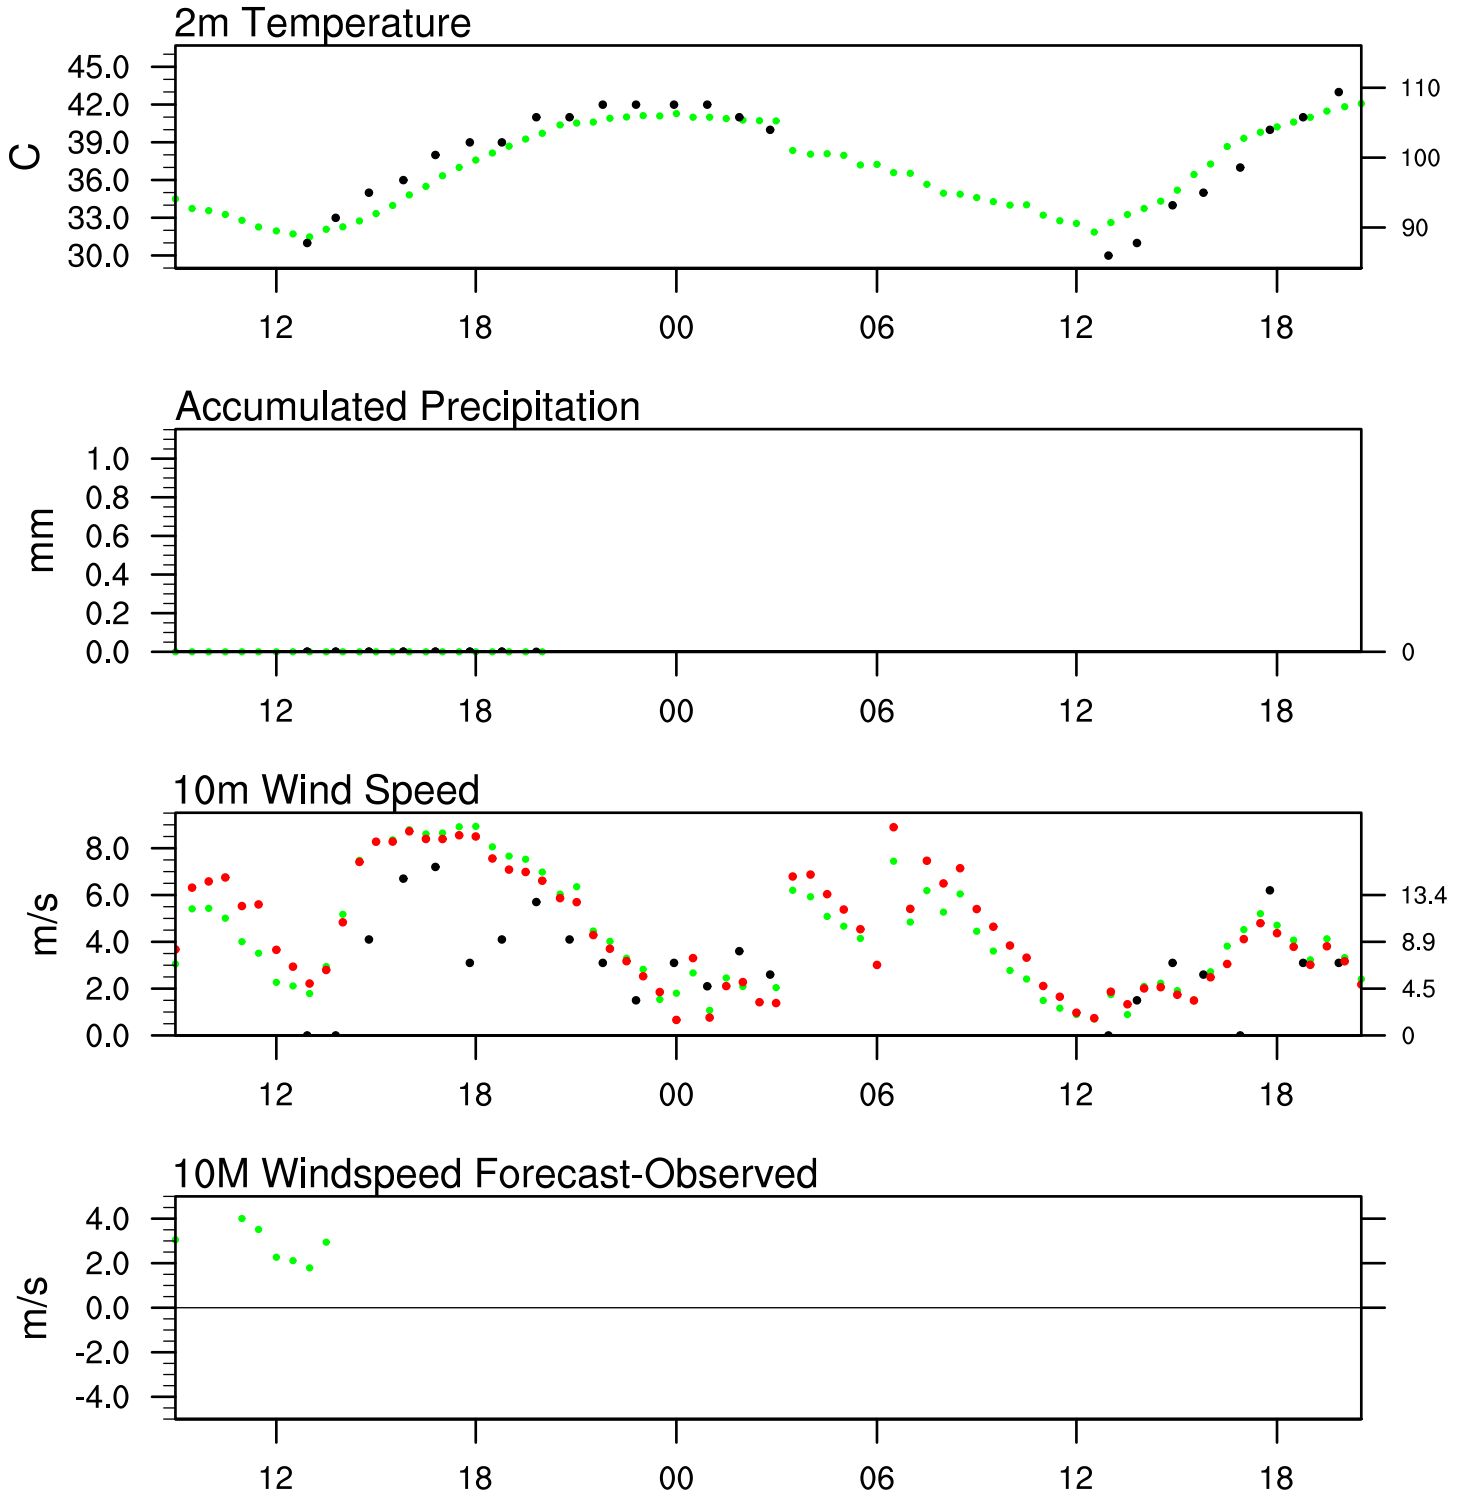 2m Temperature
45.0
42.0
39.0
36.0
33.0
30.0
C
110
100
90
12 18 00 06 12 18
Accumulated Precipitation
1.0
0.8
0.6
0.4
0.2
0.0
mm
0
12 18 00 06 12 18
10m Wind Speed
8.0
6.0
4.0
2.0
0.0
m/s
13.4
8.9
4.5
0
12 18 00 06 12 18
10M Windspeed Forecast-Observed
4.0
2.0
0.0
-2.0
-4.0
m/s
12 18 00 06 12 18